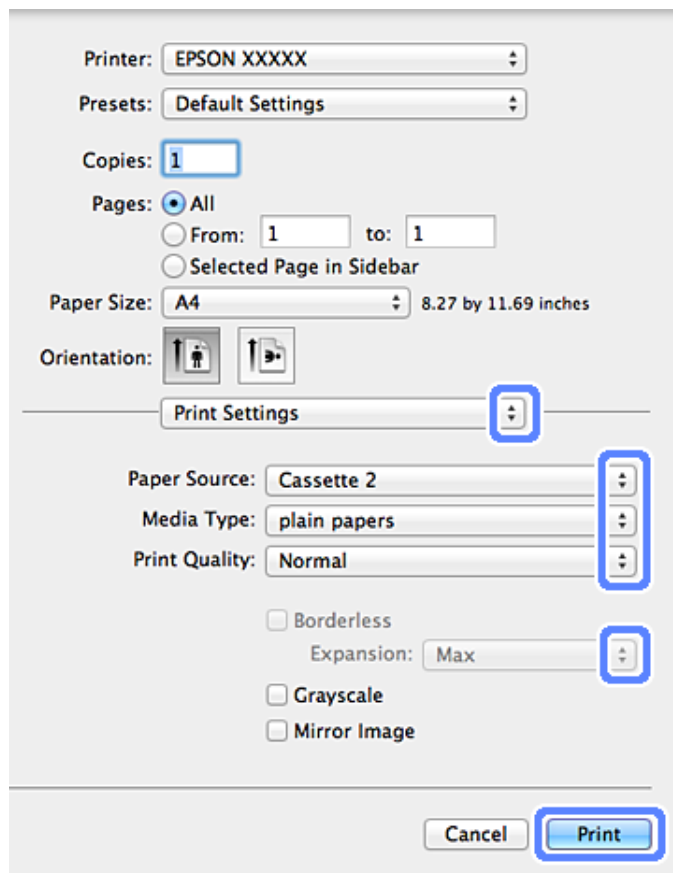 Printer: EPSON XXXXX
Presets: Default Settings
Copies: 1
Pages: All
From: 1 to: 1
Selected Page in Sidebar
Paper Size: A4 8.27 by 11.69 inches
Orientation:
Print Settings
Paper Source: Cassette 2
Media Type: plain papers
Print Quality: Normal
Borderless
Expansion: Max
Grayscale
Mirror Image
Cancel Print